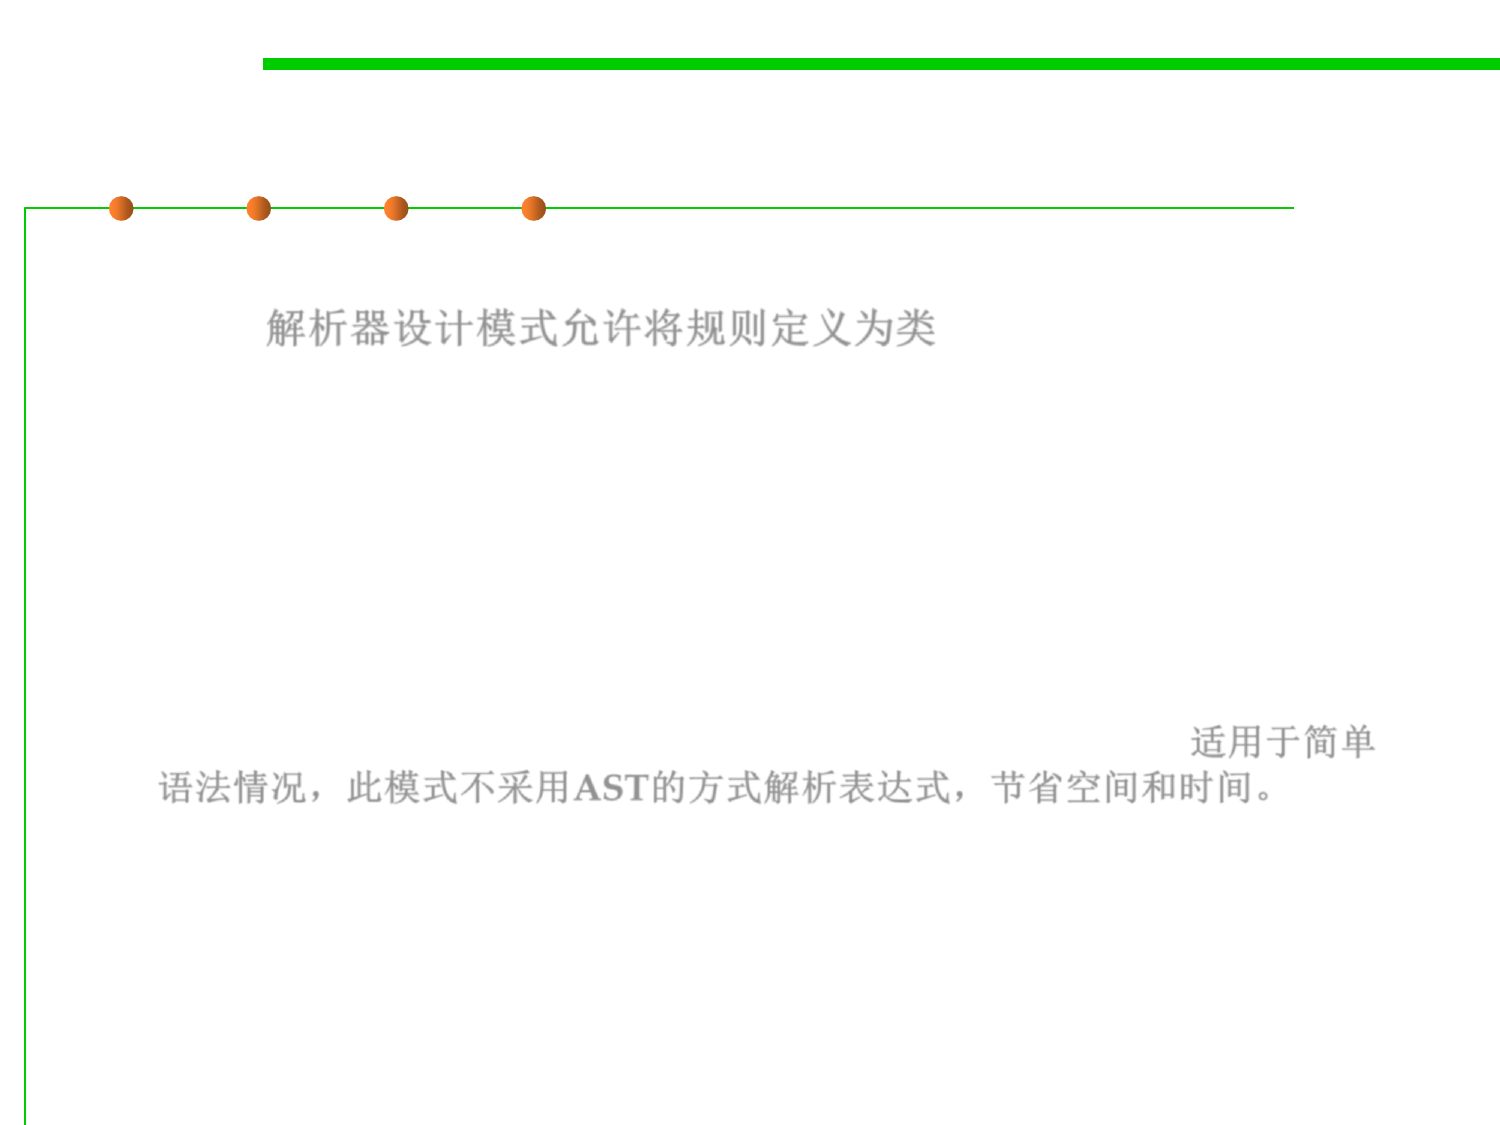 解析器设计模式允许将规则定义为类
适用于简单
语法情况，此模式不采用AST的方式解析表达式，节省空间和时间。